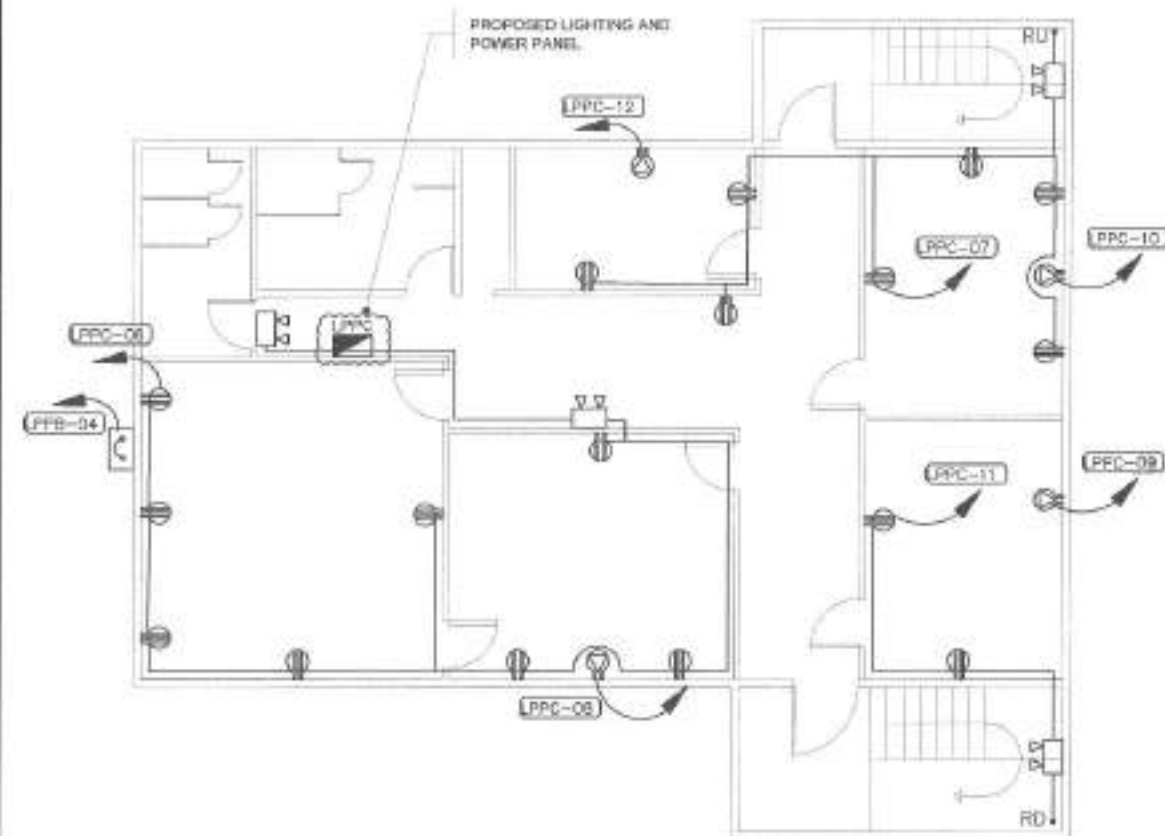 PROPOSED LIGHTING AND
POWER PANEL
RU
LPPC-12
LPPC-07
LPPC-10
LPPC
LPPC-06
LPPB-04
LPPC-11
LPPC-09
LPPC-08
RD